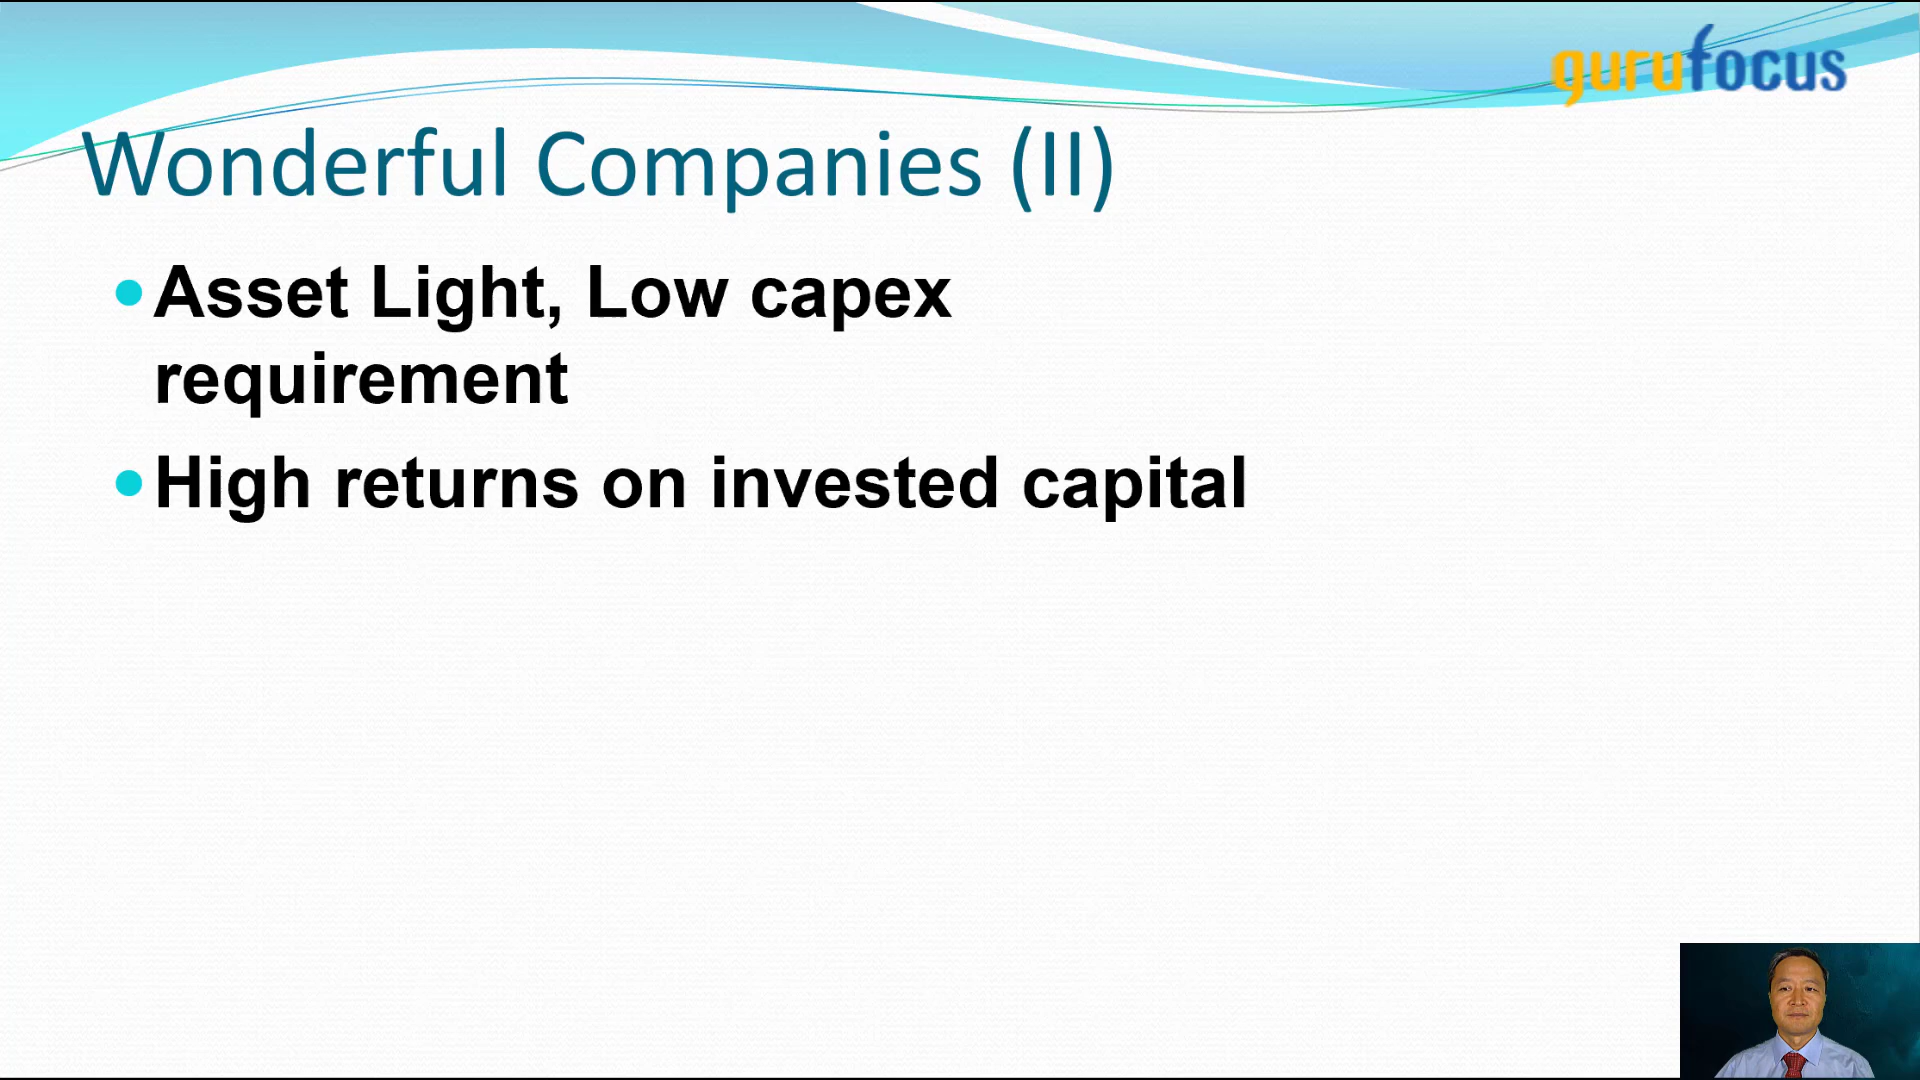 gurufocus
Wonderful Companies (II)
Asset Light, Low capex
requirement
High returns on invested capital